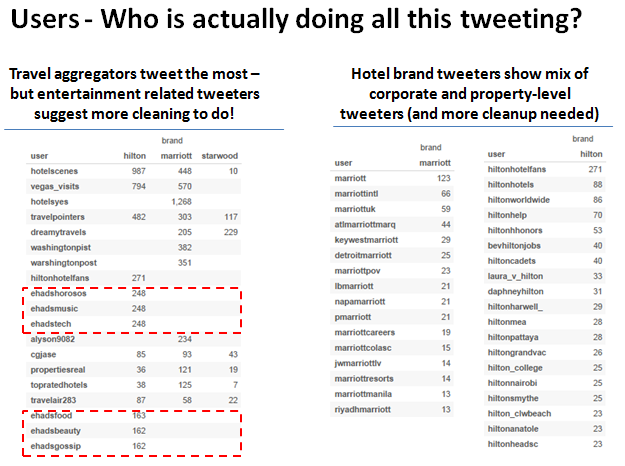 Users - Who is actually doing all this tweeting?
Travel aggregators tweet the most –
but entertainment related tweeters
suggest more cleaning to do!
brand
user hilton marriott starwood
hotelscenes 987 448 10
vegas_visits 794 570
hotelsyes 1,268
travelpointers 482 303 117
dreamytravels 205 229
washingtonpist 382
warshingtonpost 351
hiltonhotelfans 271
ehadshorosos 248
ehadsmusic 248
ehadstech 248
alyson9082 234
cgjase 85 93 43
propertiesreal 36 121 19
topratedhotels 38 125 7
travelair283 87 58 22
ehadsfood 163
ehadsbeauty 162
ehadsgossip 162
Hotel brand tweeters show mix of
corporate and property-level
tweeters (and more cleanup needed)
brand
user marriott
marriott 123
marriottintl 66
marriottuk 59
atlmarriottmarq 44
keywestmarriott 29
detroitmarriott 25
marriottpov 23
lbmarriott 21
napamarriott 21
pmarriott 21
marriottcareers 19
marriottcolasc 15
jwmarriottlv 14
marriottresorts 14
marriottmanila 13
riyadhmarriott 13
brand
user hilton
hiltonhotelfans 271
hiltonhotels 88
hiltonworldwide 86
hiltonhelp 70
hiltonhhonors 53
bevhiltonjobs 40
hiltoncadets 40
laura_v_hilton 33
daphneyhilton 31
hiltonharwell_ 29
hiltonmea 28
hiltonpattaya 28
hiltongrandvac 26
hilton_college 25
hiltonnairobi 25
hiltonsmythe 25
hilton_clwbeach 23
hiltonanatole 23
hiltonheadsc 23